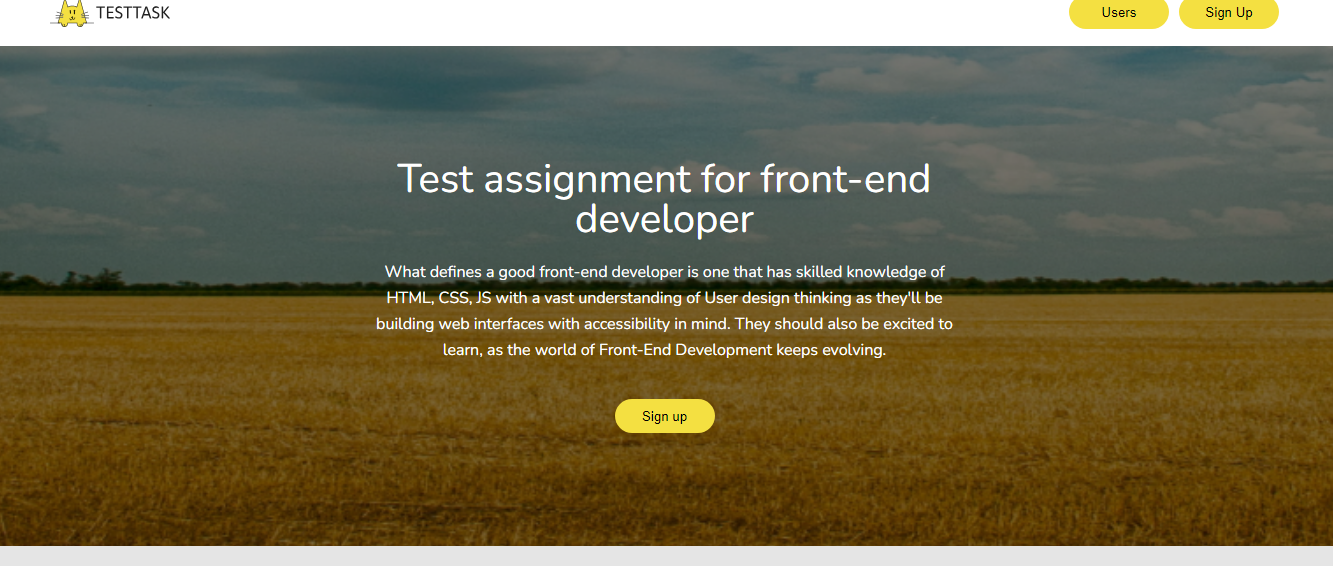 TESTTASK
Users
Sign Up
Test assignment for front-end
developer
What defines a good front-end developer is one that has skilled knowledge of
HTML, CSS, JS with a vast understanding of User design thinking as they'll be
building web interfaces with accessibility in mind. They should also be excited to
learn, as the world of Front-End Development keeps evolving.
Sign up